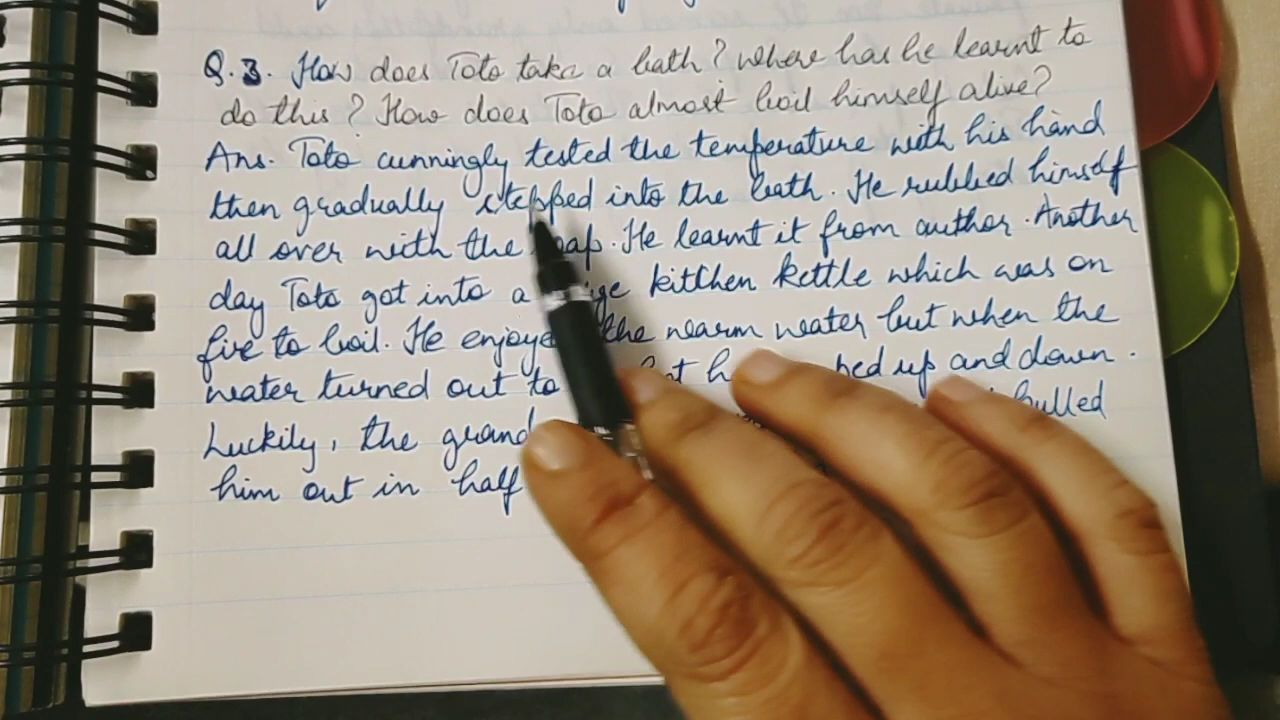 Q.3. How does Toto take a bath? Where has he learnt to
do this? How does Toto almost boil himself alive?
Ans. Toto cunningly tested the temperature with his hand
then gradually stepped into the bath. He rubbed himself
all over with the soap. He learnt it from author. Another
day Toto got into a kittchen kettle which was on
fire to boil. He enjoyed the warm water but when the
water turned out to up and down.
Luckily, the grand pulled
him out in half